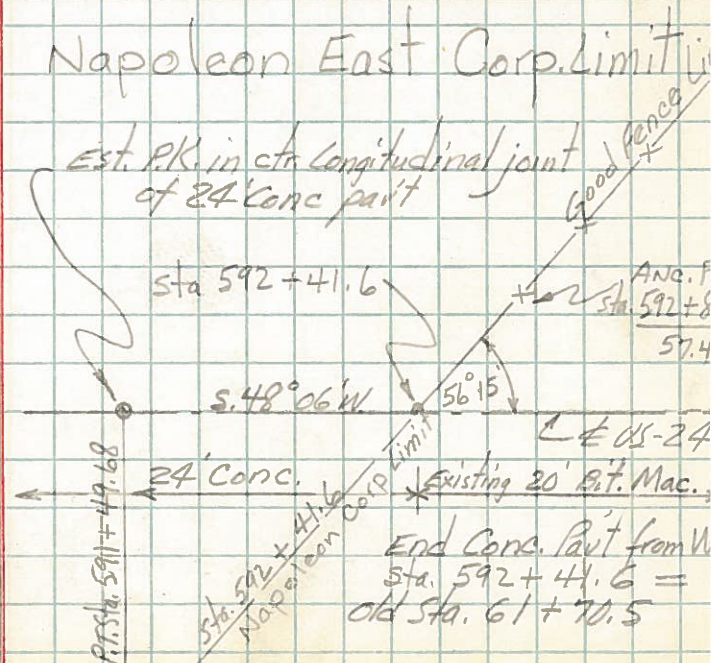 Napoleon East Corp. Limit
Good Fence
Est. P.K. in ctr. Longitudinal joint
of 24' Conc pav't
sta 592+41.6
Anc.
Sta. 592+8
57.4
S.48°06'W.
56°15'
℄ US-24
24' Conc.
Existing 20' Bit. Mac.
P.T. Sta. 591+49.68
sta. 592+41.6
Napoleon Corp Limit
End Conc. Pav't from W
sta. 592+41.6 =
old Sta. 61+70.5